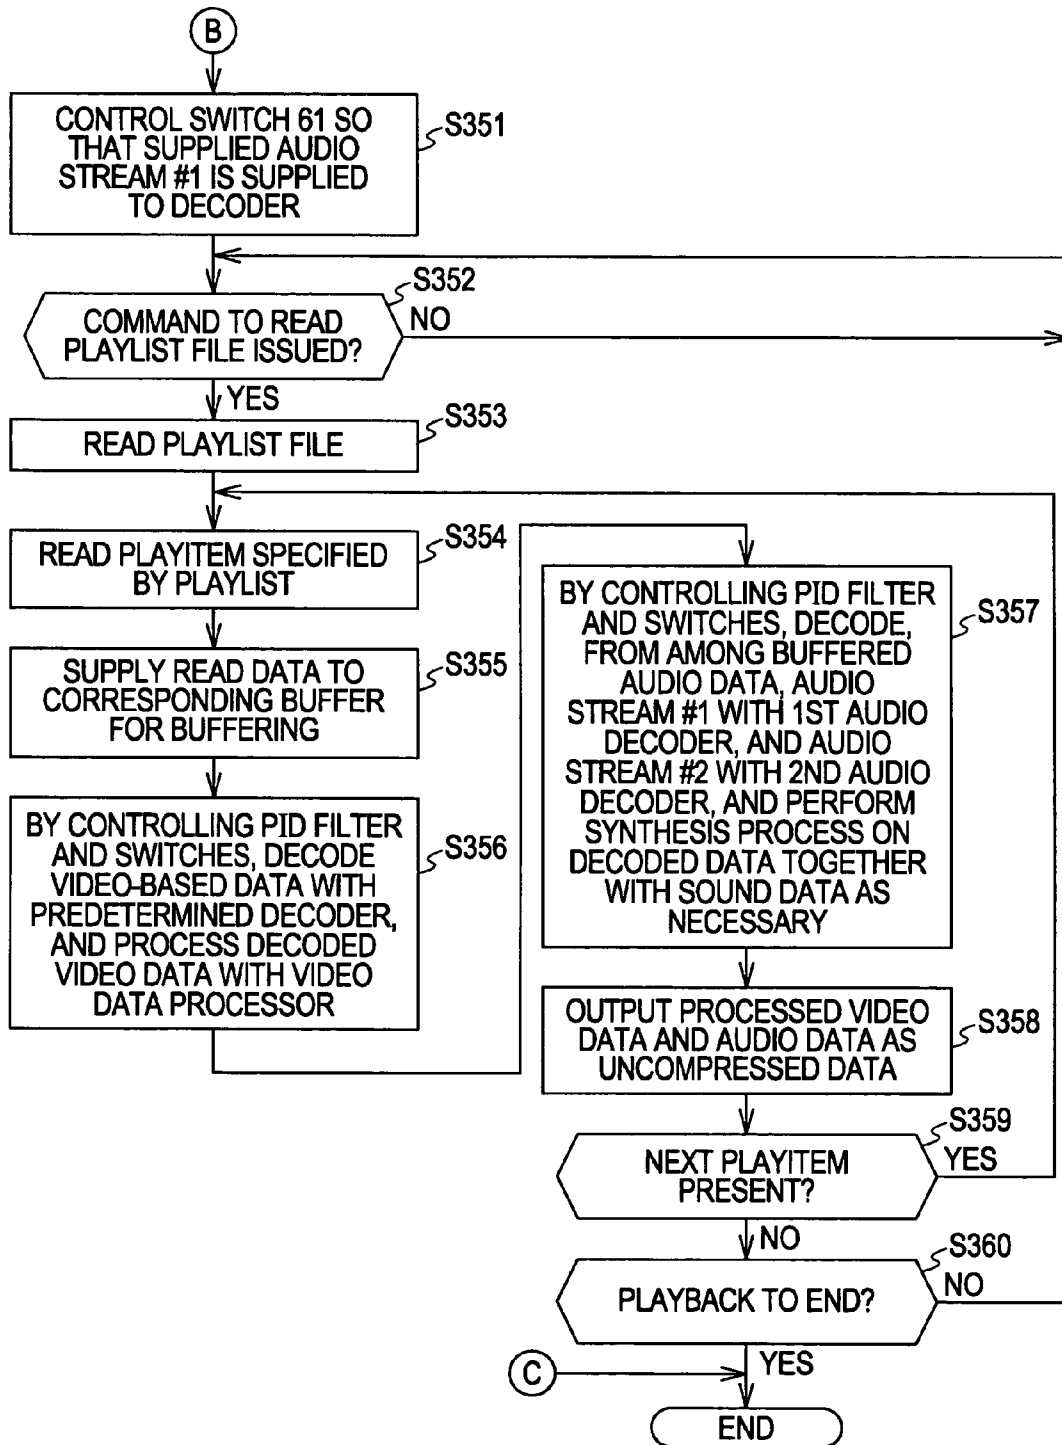 B
CONTROL SWITCH 61 SO
THAT SUPPLIED AUDIO
STREAM #1 IS SUPPLIED
TO DECODER
S351
S352
COMMAND TO READ
PLAYLIST FILE ISSUED?
NO
YES
S353
READ PLAYLIST FILE
S354
READ PLAYITEM SPECIFIED
BY PLAYLIST
S355
SUPPLY READ DATA TO
CORRESPONDING BUFFER
FOR BUFFERING
S356
BY CONTROLLING PID FILTER
AND SWITCHES, DECODE
VIDEO-BASED DATA WITH
PREDETERMINED DECODER,
AND PROCESS DECODED
VIDEO DATA WITH VIDEO
DATA PROCESSOR
S357
BY CONTROLLING PID FILTER
AND SWITCHES, DECODE,
FROM AMONG BUFFERED
AUDIO DATA, AUDIO
STREAM #1 WITH 1ST AUDIO
DECODER, AND AUDIO
STREAM #2 WITH 2ND AUDIO
DECODER, AND PERFORM
SYNTHESIS PROCESS ON
DECODED DATA TOGETHER
WITH SOUND DATA AS
NECESSARY
S358
OUTPUT PROCESSED VIDEO
DATA AND AUDIO DATA AS
UNCOMPRESSED DATA
S359
NEXT PLAYITEM
PRESENT?
YES
NO
S360
PLAYBACK TO END?
NO
YES
C
END